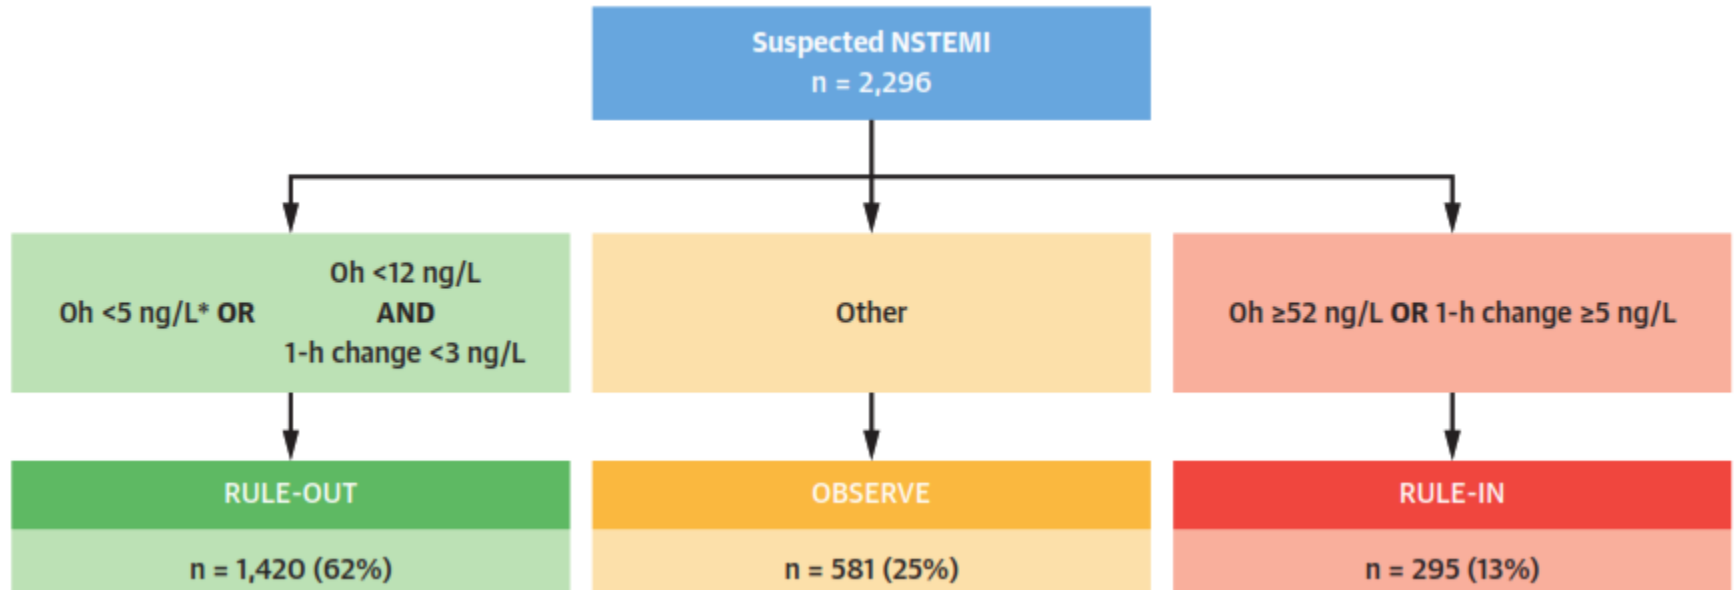 Suspected NSTEMI
n = 2,296
0h <12 ng/L
0h <5 ng/L* OR
AND
1-h change <3 ng/L
Other
0h ≥52 ng/L OR 1-h change ≥5 ng/L
RULE-OUT
OBSERVE
RULE-IN
n = 1,420 (62%)
n = 581 (25%)
n = 295 (13%)